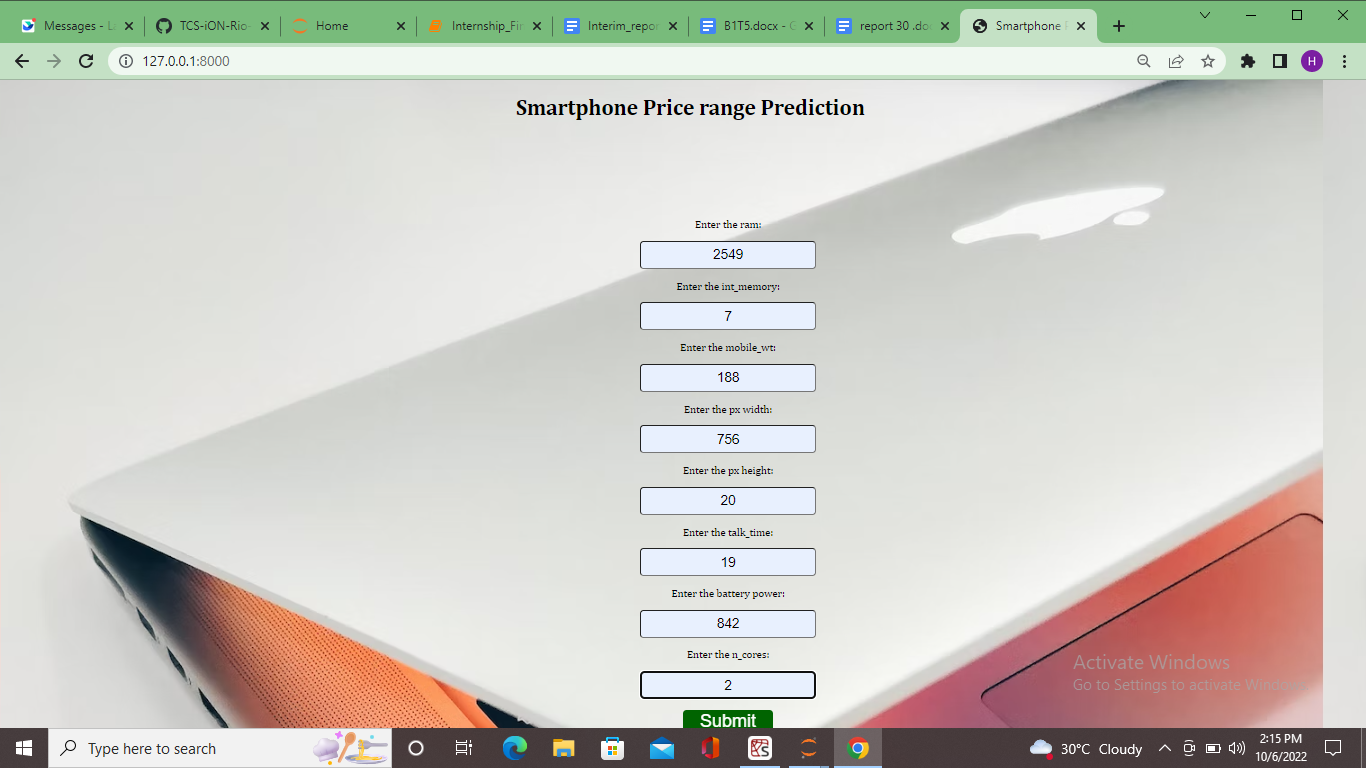 Messages - L
TCS-iON-Rio-
Home
Internship_Fin
Interim_repor
B1T5.docx - G
report 30 .doc
Smartphone
127.0.0.1:8000
H
Smartphone Price range Prediction
Enter the ram:
2549
Enter the int_memory:
7
Enter the mobile_wt:
188
Enter the px width:
756
Enter the px height:
20
Enter the talk_time:
19
Enter the battery power:
842
Enter the n_cores:
2
Submit
Activate Windows
Go to Settings to activate Windows.
Type here to search
30°C Cloudy
2:15 PM
10/6/2022